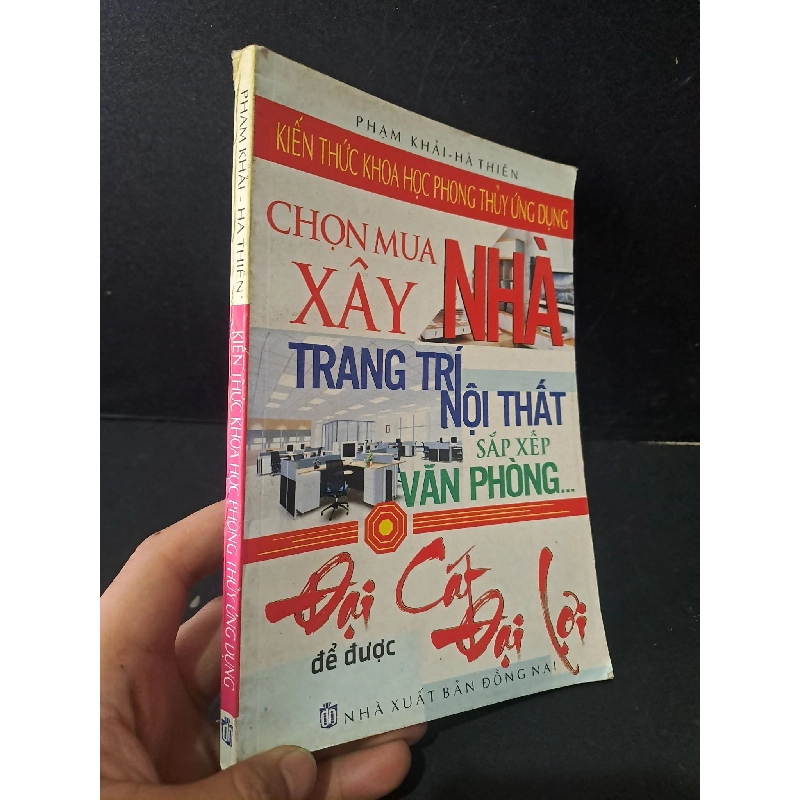 PHẠM KHẢI-HÀ THIÊN
KIẾN THỨC KHOA HỌC PHONG THỦY ỨNG DỤNG
CHỌN MUA
XÂY NHÀ
TRANG TRÍ
NỘI THẤT
SẮP XẾP
VĂN PHÒNG...
để được
Đại Cát
Đại Lợi
NHÀ XUẤT BẢN ĐỒNG NAI
PHẠM KHẢI - HÀ THIÊN
KIẾN THỨC KHOA HỌC PHONG THỦY ỨNG DỤNG